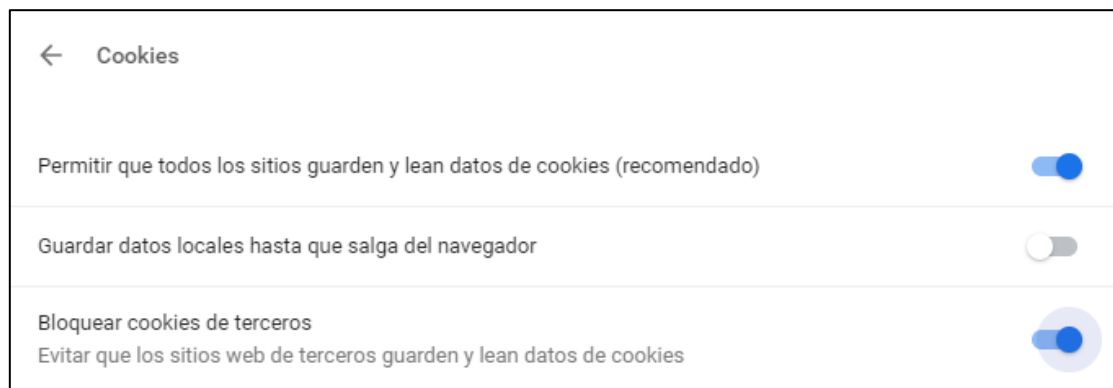 Cookies
Permitir que todos los sitios guarden y lean datos de cookies (recomendado)
Guardar datos locales hasta que salga del navegador
Bloquear cookies de terceros
Evitar que los sitios web de terceros guarden y lean datos de cookies